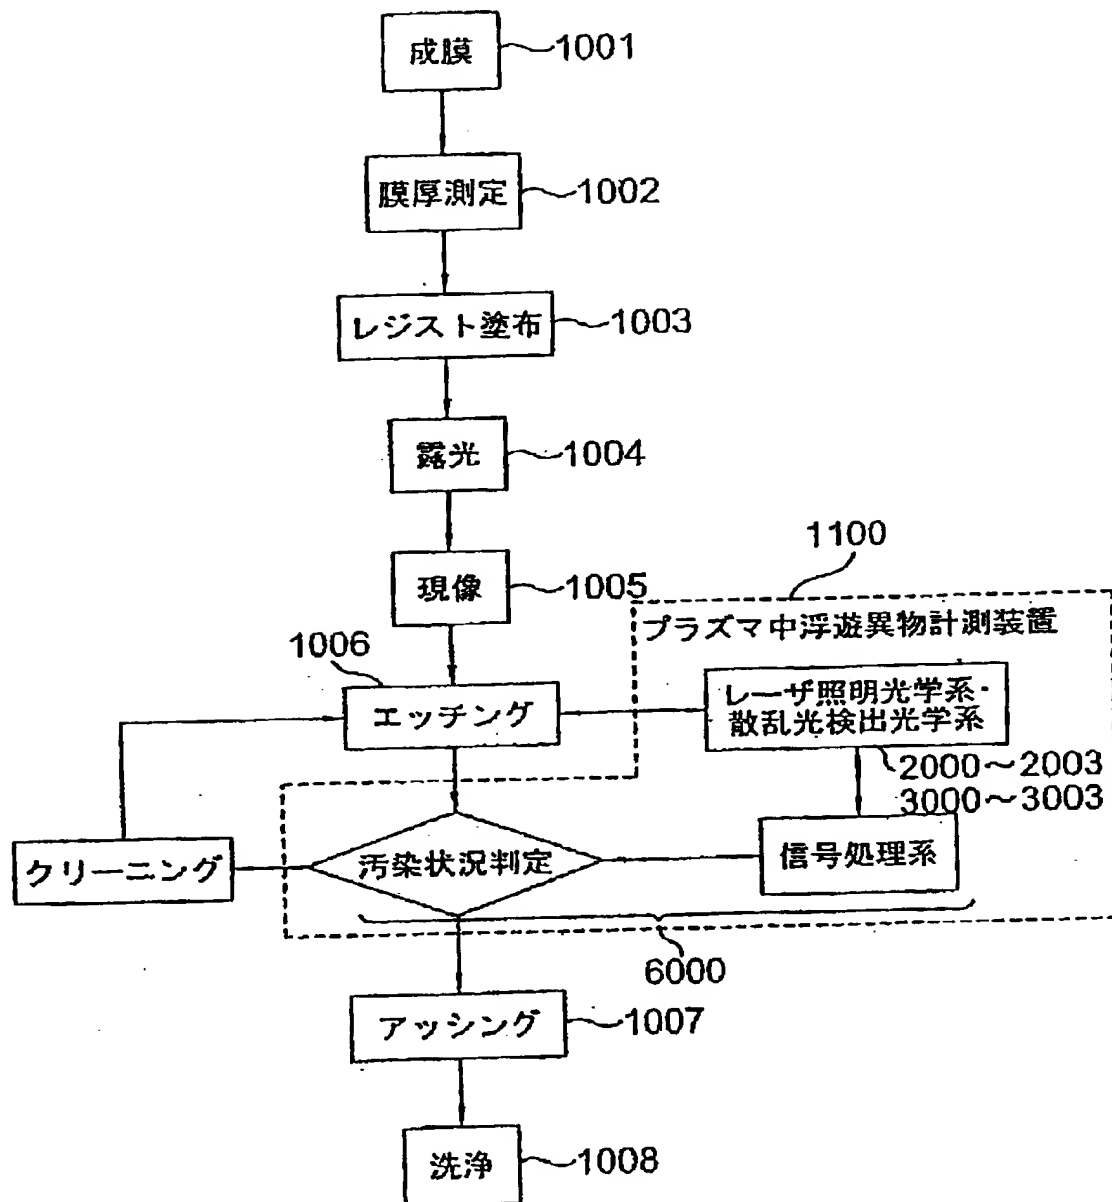 成膜
1001
膜厚測定
1002
レジスト塗布
1003
露光
1004
現像
1005
1100
プラズマ中浮遊異物計測装置
1006
エッチング
レーザ照明光学系・
散乱光検出光学系
2000~2003
3000~3003
クリーニング
汚染状況判定
信号処理系
6000
アッシング
1007
洗浄
1008